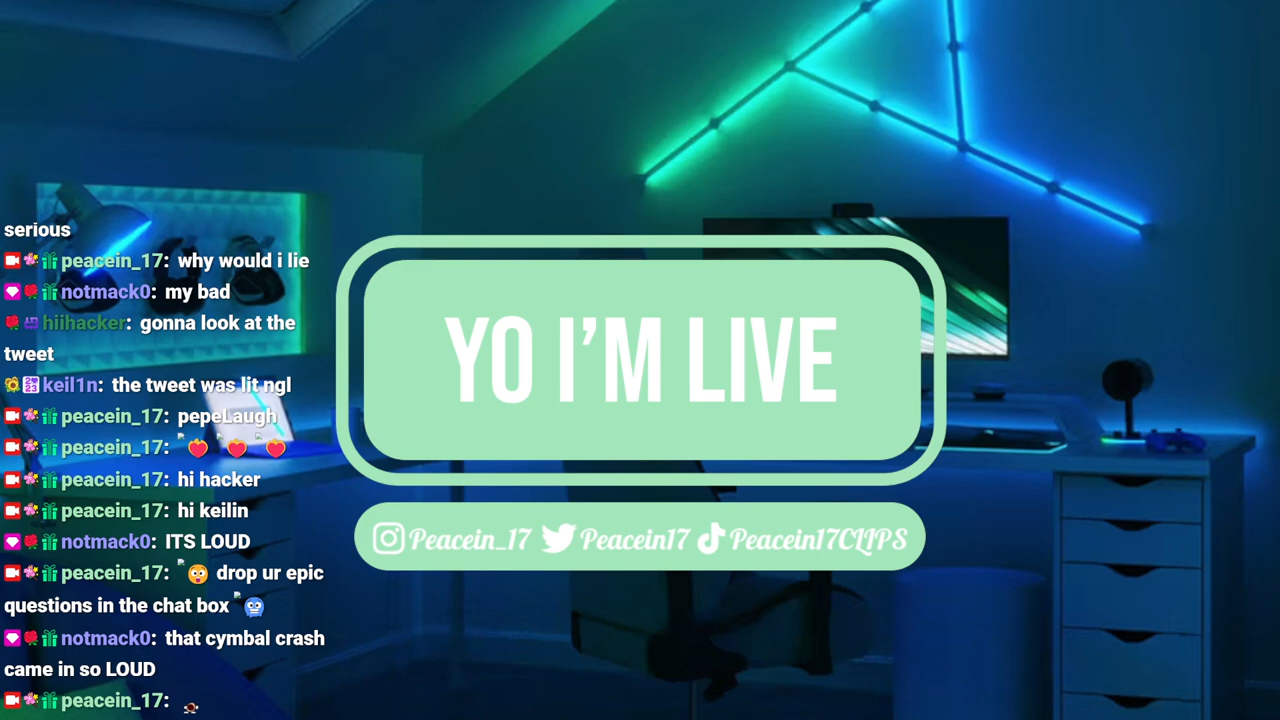 serious
peacein_17: why would i lie
notmack0: my bad
hiihacker: gonna look at the
tweet
keil1n: the tweet was lit ngl
peacein_17: pepeLaugh
peacein_17:
peacein_17: hi hacker
peacein_17: hi keilin
notmack0: ITS LOUD
peacein_17: drop ur epic
questions in the chat box
notmack0: that cymbal crash
came in so LOUD
peacein_17:
YO I'M LIVE
Peacein_17 Peacein17 Peacein17CLIPS